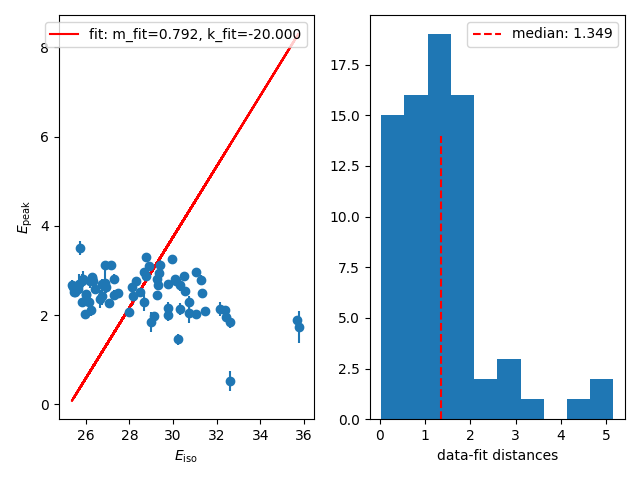 fit: m_fit=0.792, k_fit=-20.000
median: 1.349
8
6
4
2
0
E_peak
26 28 30 32 34 36
E_iso
17.5
15.0
12.5
10.0
7.5
5.0
2.5
0.0
0 1 2 3 4 5
data-fit distances